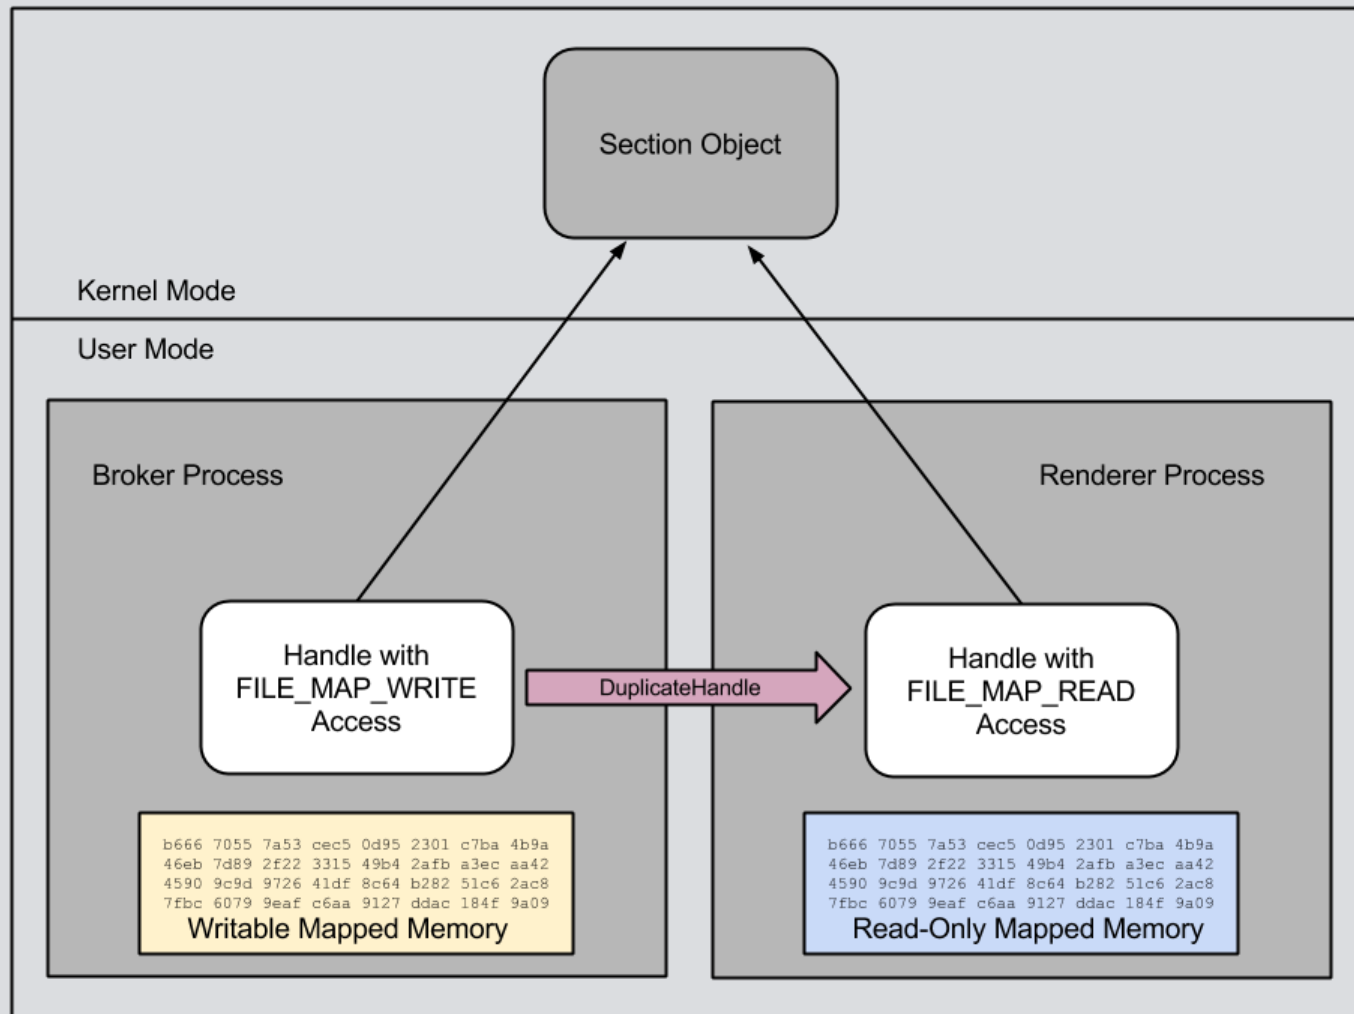 Section Object
Kernel Mode
User Mode
Broker Process
Handle with
FILE_MAP_WRITE
Access
DuplicateHandle
b666 7055 7a53 cec5 0d95 2301 c7ba 4b9a
46eb 7d89 2f22 3315 49b4 2afb a3ec aa42
4590 9c9d 9726 41df 8c64 b282 51c6 2ac8
7fbc 6079 9eaf c6aa 9127 ddac 184f 9a09
Writable Mapped Memory
Renderer Process
Handle with
FILE_MAP_READ
Access
b666 7055 7a53 cec5 0d95 2301 c7ba 4b9a
46eb 7d89 2f22 3315 49b4 2afb a3ec aa42
4590 9c9d 9726 41df 8c64 b282 51c6 2ac8
7fbc 6079 9eaf c6aa 9127 ddac 184f 9a09
Read-Only Mapped Memory